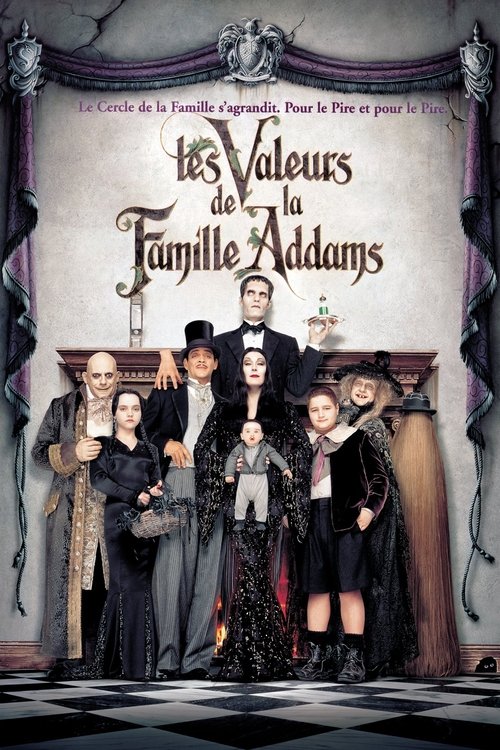 Le Cercle de la Famille s'agrandit. Pour le Pire et pour le Pire.
les Valeurs
de la
Famille Addams